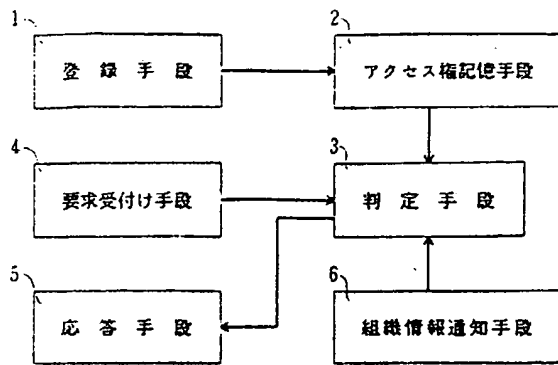 1
登録手段
2
アクセス権記憶手段
4
要求受付け手段
3
判定手段
5
応答手段
6
組織情報通知手段